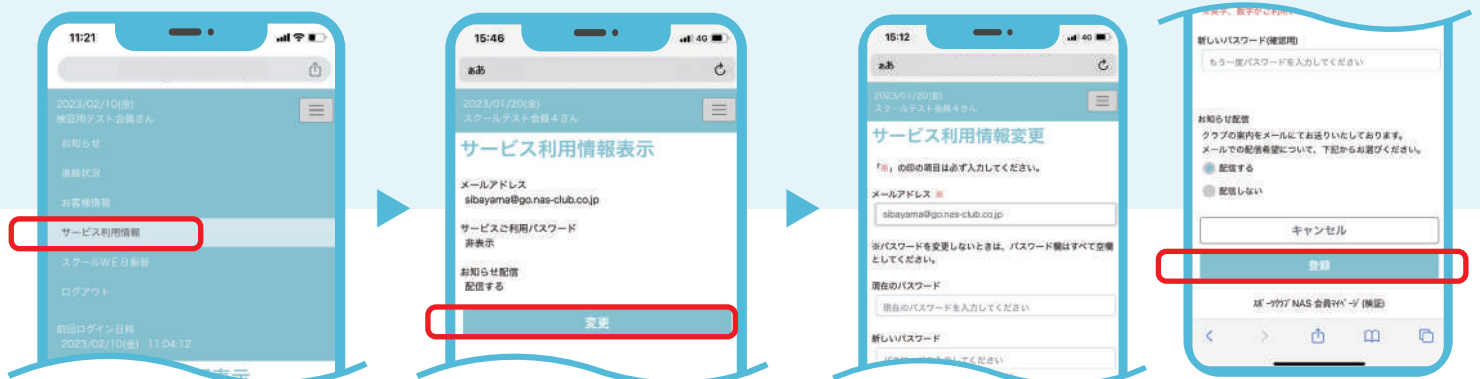 11:21
2023/02/10(金)
検証用テスト会員さん
お知らせ
連絡状況
お客様情報
サービス利用情報
スクールWEB振替
ログアウト
前回ログイン日時
2023/02/10(金) 11:04:12
15:46
4G
ぁあ
2023/01/20(金)
スクールテスト会員4さん
サービス利用情報表示
メールアドレス
sibayama@go.nas-club.co.jp
サービスご利用パスワード
非表示
お知らせ配信
配信する
変更
15:12
4G
ぁあ
2023/01/20(金)
スクールテスト会員4さん
サービス利用情報変更
「※」の印の項目は必ず入力してください。
メールアドレス ※
sibayama@go.nas-club.co.jp
※パスワードを変更しないときは、パスワード欄はすべて空欄
としてください。
現在のパスワード
現在のパスワードを入力してください
新しいパスワード
新しいパスワード(確認用)
もう一度パスワードを入力してください
お知らせ配信
クラブの案内をメールにてお送りいたしております。
メールでの配信希望について、下記からお選びください。
配信する
配信しない
キャンセル
登録
ｽﾎﾟｰﾂｸﾗﾌﾞ NAS 会員ﾏｲﾍﾟｰｼﾞ (検証)